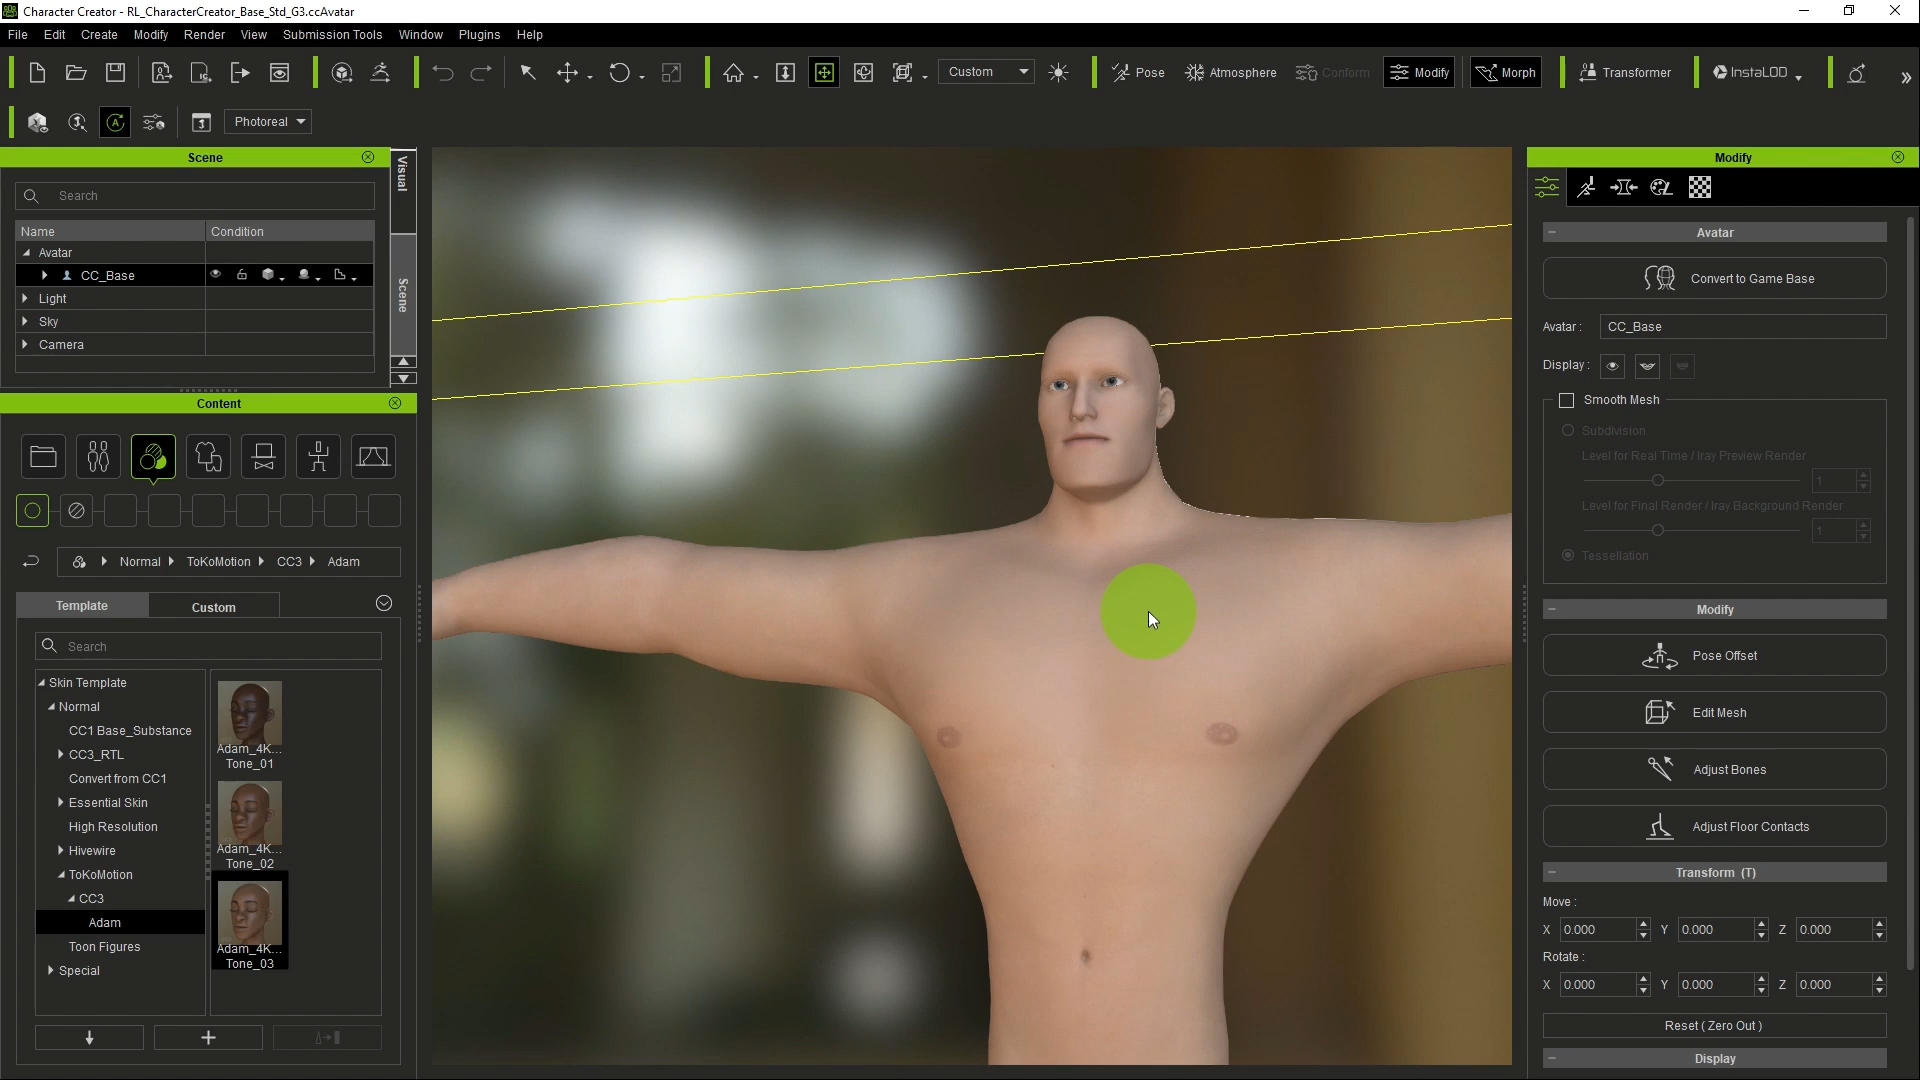 Character Creator - RL_CharacterCreator_Base_Std_G3.ccAvatar
File Edit Create Modify Render View Submission Tools Window Plugins Help
Custom Pose Atmosphere Conform Modify Morph Transformer InstaLOD
Photoreal
Scene
Search
Name Condition
Avatar
CC_Base
Light
Sky
Camera
Visual
Scene
Content
Normal ToKoMotion CC3 Adam
Template Custom
Search
Skin Template
Normal
CC1 Base_Substance
CC3_RTL
Convert from CC1
Essential Skin
High Resolution
Hivewire
ToKoMotion
CC3
Adam
Toon Figures
Special
Adam_4K...
Tone_01
Adam_4K...
Tone_02
Adam_4K...
Tone_03
Modify
Avatar
Convert to Game Base
Avatar : CC_Base
Display :
Smooth Mesh
Subdivision
Level for Real Time / Iray Preview Render
1
Level for Final Render / Iray Background Render
1
Tessellation
Modify
Pose Offset
Edit Mesh
Adjust Bones
Adjust Floor Contacts
Transform (T)
Move :
X 0.000 Y 0.000 Z 0.000
Rotate :
X 0.000 Y 0.000 Z 0.000
Reset ( Zero Out )
Display